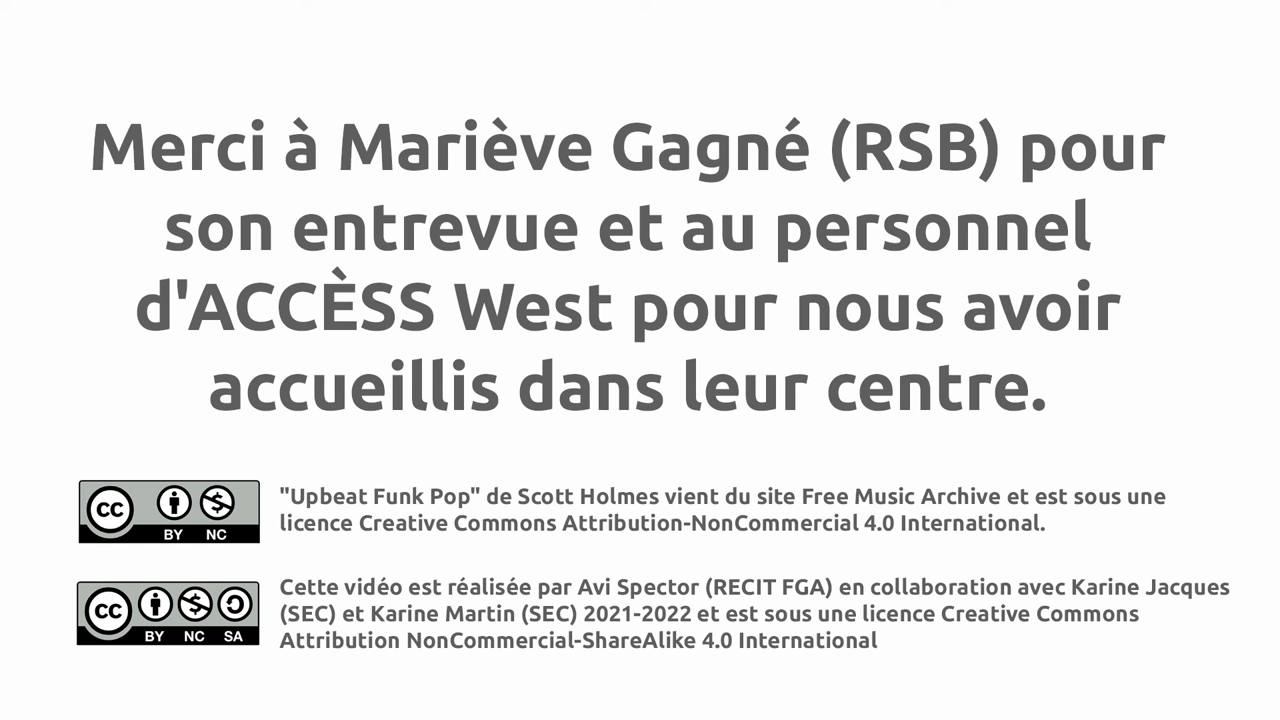 Merci à Mariève Gagné (RSB) pour
son entrevue et au personnel
d'ACCÈSS West pour nous avoir
accueillis dans leur centre.
CC BY NC
"Upbeat Funk Pop" de Scott Holmes vient du site Free Music Archive et est sous une
licence Creative Commons Attribution-NonCommercial 4.0 International.
CC BY NC SA
Cette vidéo est réalisée par Avi Spector (RECIT FGA) en collaboration avec Karine Jacques
(SEC) et Karine Martin (SEC) 2021-2022 et est sous une licence Creative Commons
Attribution NonCommercial-ShareAlike 4.0 International